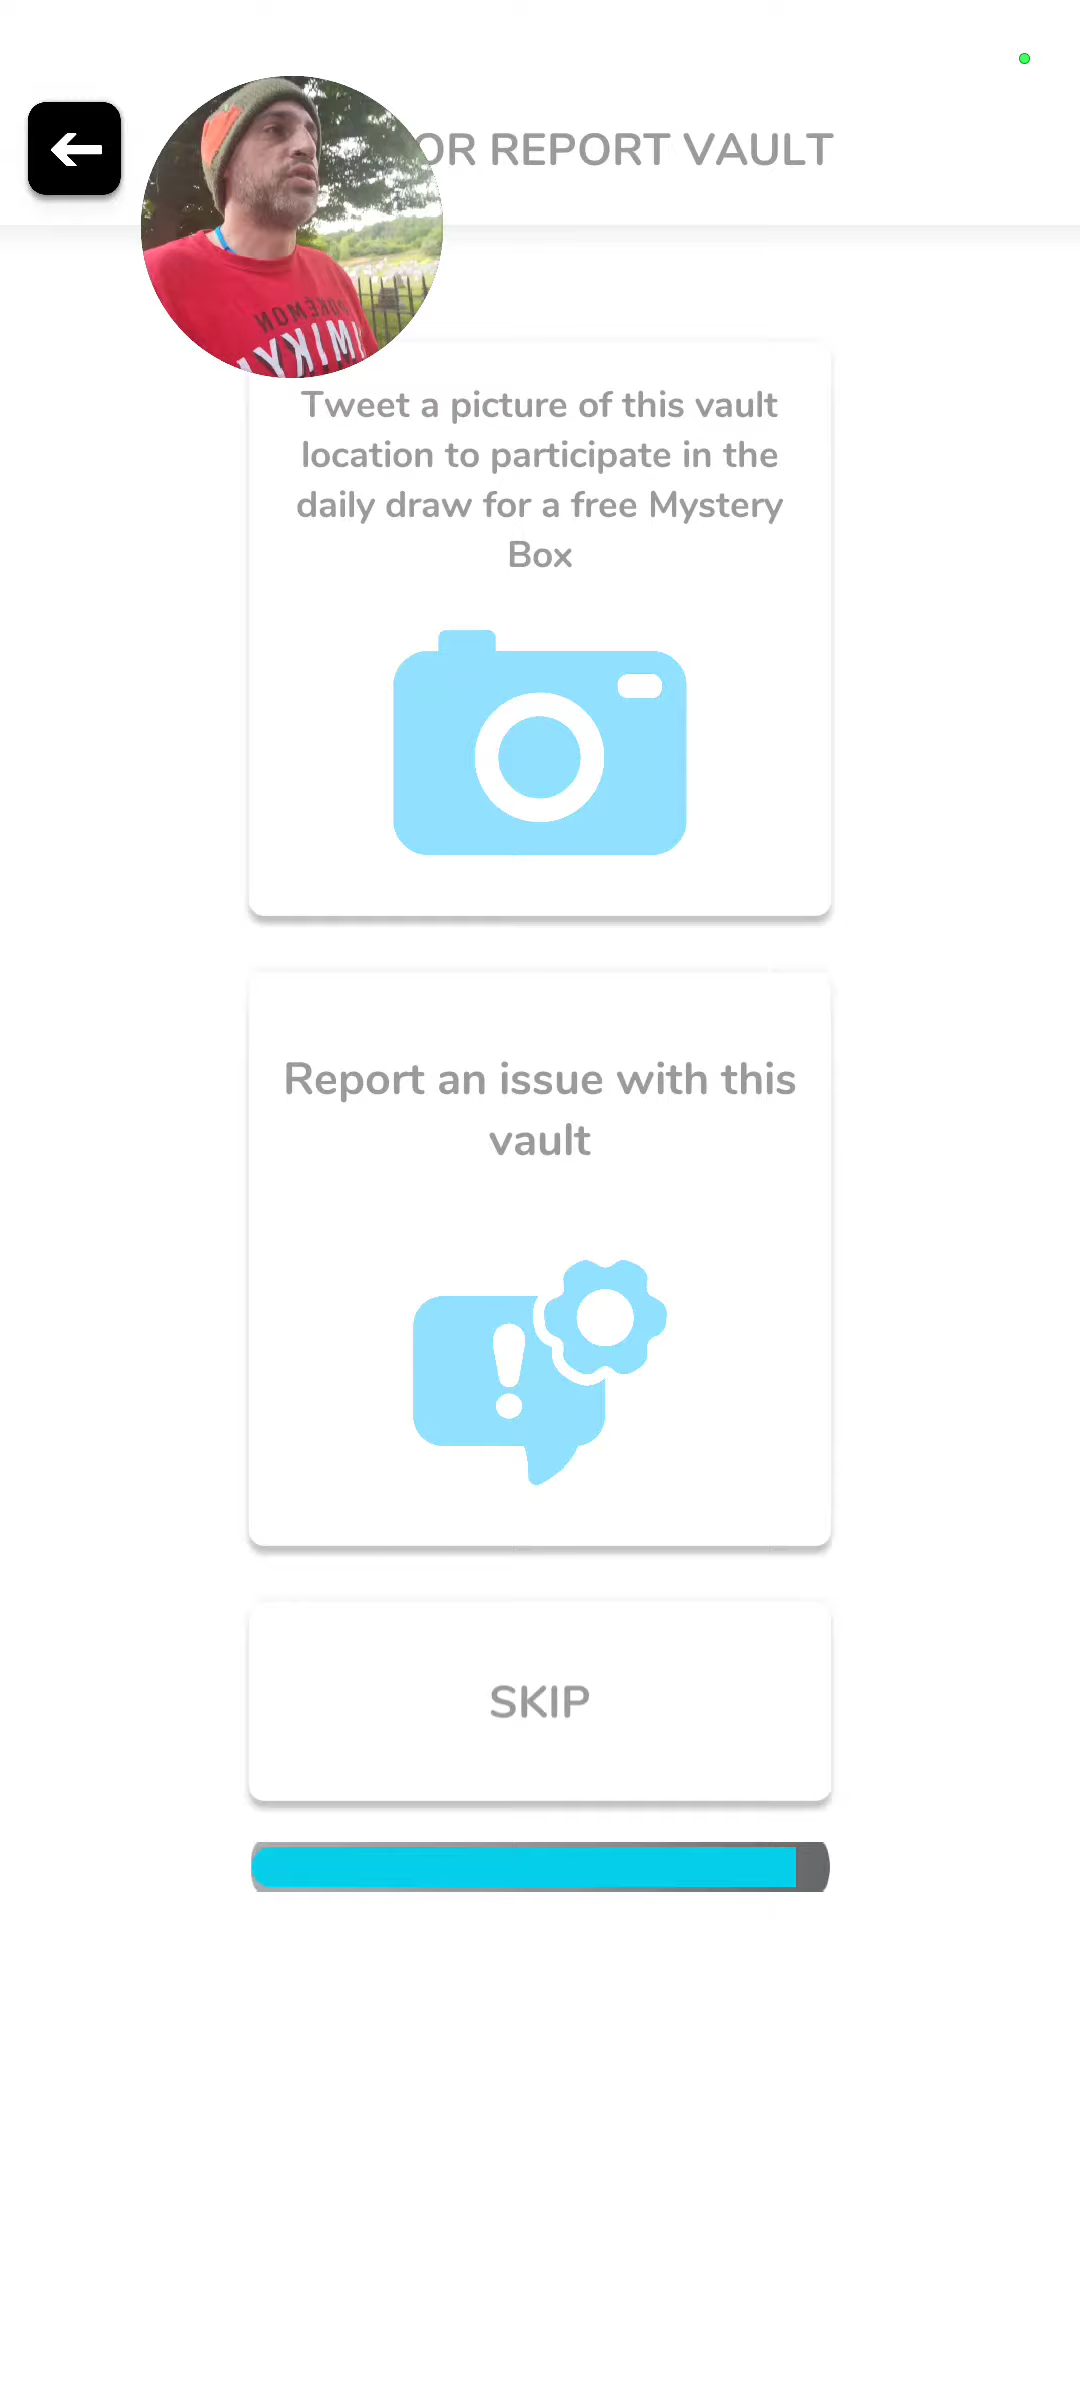 OR REPORT VAULT
POKÉMON
Tweet a picture of this vault
location to participate in the
daily draw for a free Mystery
Box
Report an issue with this
vault
SKIP